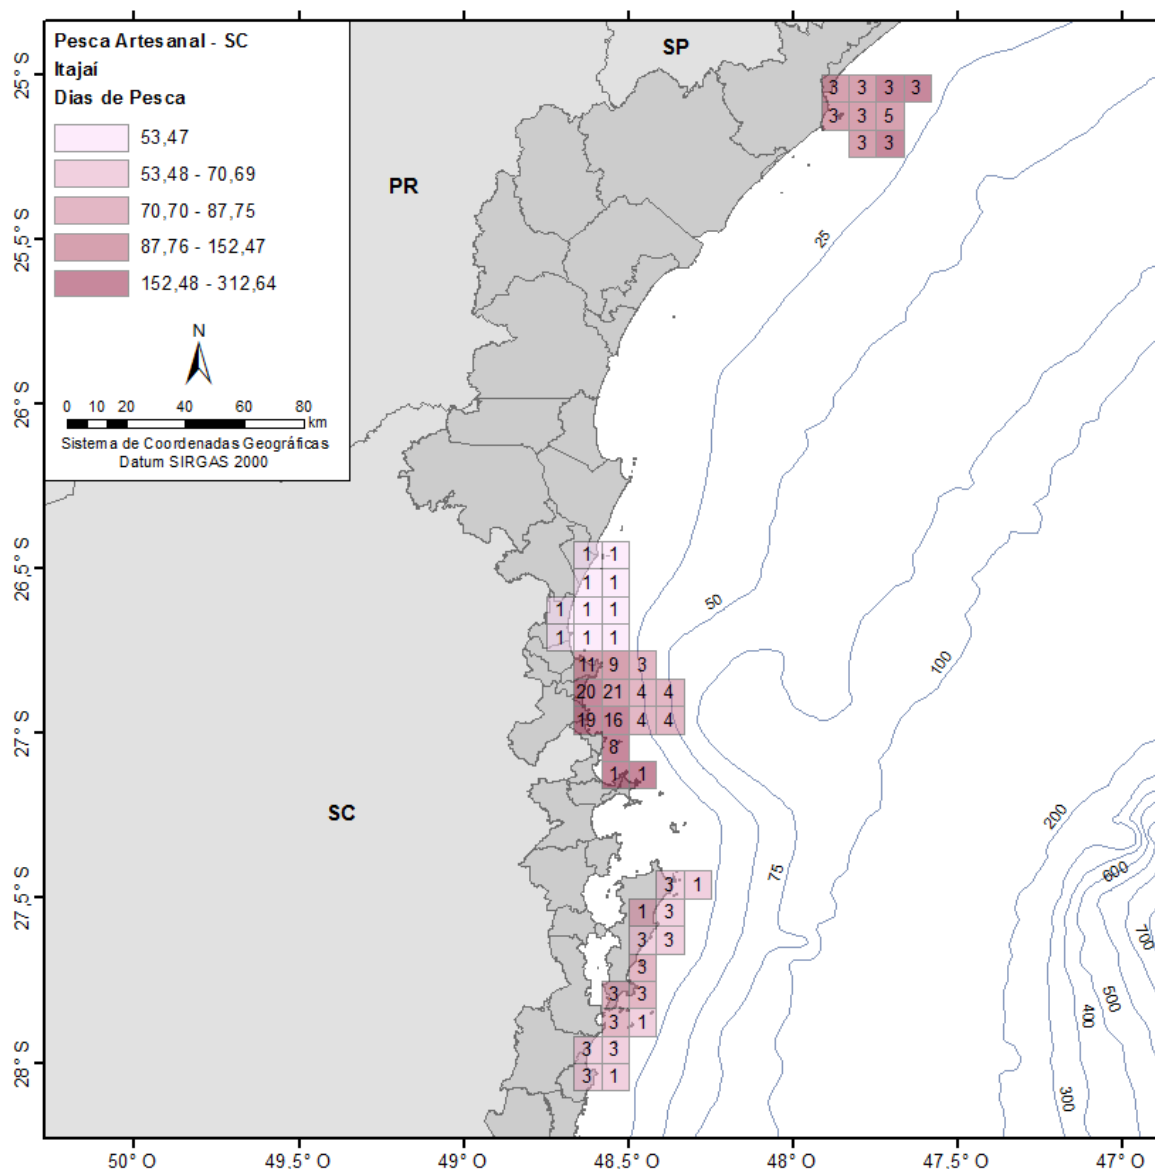 Pesca Artesanal - SC
Itajaí
Dias de Pesca
53,47
53,48 - 70,69
70,70 - 87,75
87,76 - 152,47
152,48 - 312,64
N
0 10 20 40 60 80
km
Sistema de Coordenadas Geográficas
Datum SIRGAS 2000
SP
PR
SC
25° S
25,5° S
26° S
26,5° S
27° S
27,5° S
28° S
3 3 3 3
3 3 5
3 3
25
50
100
1 1
1 1
1 1 1
1 1 1
11 9 3
20 21 4 4
19 16 4 4
8
1 1
75
200
600
700
500
400
300
3 1
1 3
3 3
3
3 3
3 1
3 3
3 1
50° O 49,5° O 49° O 48,5° O 48° O 47,5° O 47° O